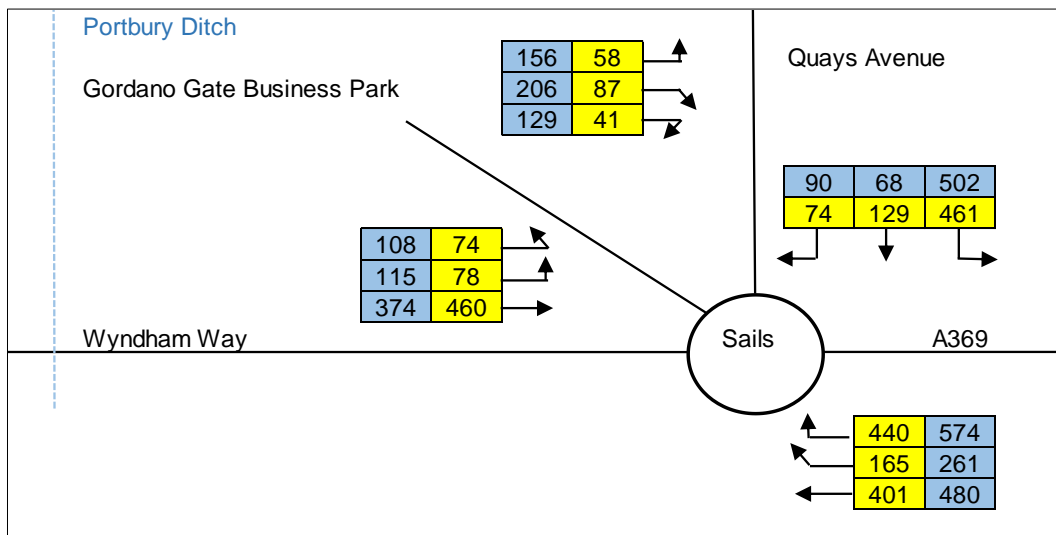 Portbury Ditch
Gordano Gate Business Park
156 58
206 87
129 41
Quays Avenue
90 68 502
74 129 461
108 74
115 78
374 460
Wyndham Way
Sails
A369
440 574
165 261
401 480